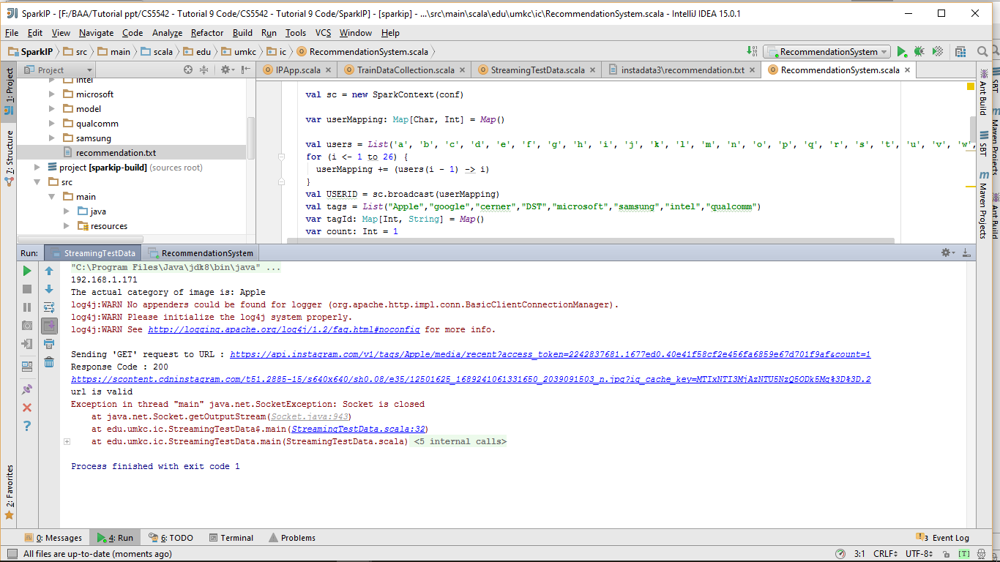 SparkIP - [F:/BAA/Tutorial ppt/CS5542 - Tutorial 9 Code/CS5542 - Tutorial 9 Code/SparkIP] - [sparkip] - ...\src\main\scala\edu\umkc\ic\RecommendationSystem.scala - IntelliJ IDEA 15.0.1
File Edit View Navigate Code Analyze Refactor Build Run Tools VCS Window Help
SparkIP src main scala edu umkc ic RecommendationSystem.scala
RecommendationSystem
Project
IPApp.scala TrainDataCollection.scala StreamingTestData.scala instadata3\recommendation.txt RecommendationSystem.scala
1: Project
7: Structure
intel
microsoft
model
qualcomm
samsung
recommendation.txt
project [sparkip-build] (sources root)
src
main
java
resources
val sc = new SparkContext(conf)
var userMapping: Map[Char, Int] = Map()
val users = List('a', 'b', 'c', 'd', 'e', 'f', 'g', 'h', 'i', 'j', 'k', 'l', 'm', 'n', 'o', 'p', 'q', 'r', 's', 't', 'u', 'v', 'w',
for (i <- 1 to 26) {
userMapping += (users(i - 1) -> i)
}
val USERID = sc.broadcast(userMapping)
val tags = List("Apple","google","cerner","DST","microsoft","samsung","intel","qualcomm")
var tagId: Map[Int, String] = Map()
var count: Int = 1
Ant Build
SBT
Maven Projects
SBT
Maven Projects
Ant Build
Run: StreamingTestData RecommendationSystem
"C:\Program Files\Java\jdk8\bin\java" ...
192.168.1.171
The actual category of image is: Apple
log4j:WARN No appenders could be found for logger (org.apache.http.impl.conn.BasicClientConnectionManager).
log4j:WARN Please initialize the log4j system properly.
log4j:WARN See http://logging.apache.org/log4j/1.2/faq.html#noconfig for more info.
Sending 'GET' request to URL : https://api.instagram.com/v1/tags/Apple/media/recent?access_token=2242837681.1677ed0.40e41f58cf2e456fa6859e67d701f9af&count=1
Response Code : 200
https://scontent.cdninstagram.com/t51.2885-15/s640x640/sh0.08/e35/12501625_1689241061331650_2039091503_n.jpg?ig_cache_key=MTIxNTI3MjAzNTU5NzQ5ODk5Mg%3D%3D.2
url is valid
Exception in thread "main" java.net.SocketException: Socket is closed
at java.net.Socket.getOutputStream(Socket.java:943)
at edu.umkc.ic.StreamingTestData$.main(StreamingTestData.scala:32)
at edu.umkc.ic.StreamingTestData.main(StreamingTestData.scala) <5 internal calls>
Process finished with exit code 1
2: Favorites
0: Messages 4: Run 6: TODO Terminal Problems 3 Event Log
All files are up-to-date (moments ago) 3:1 CRLF UTF-8 [T]